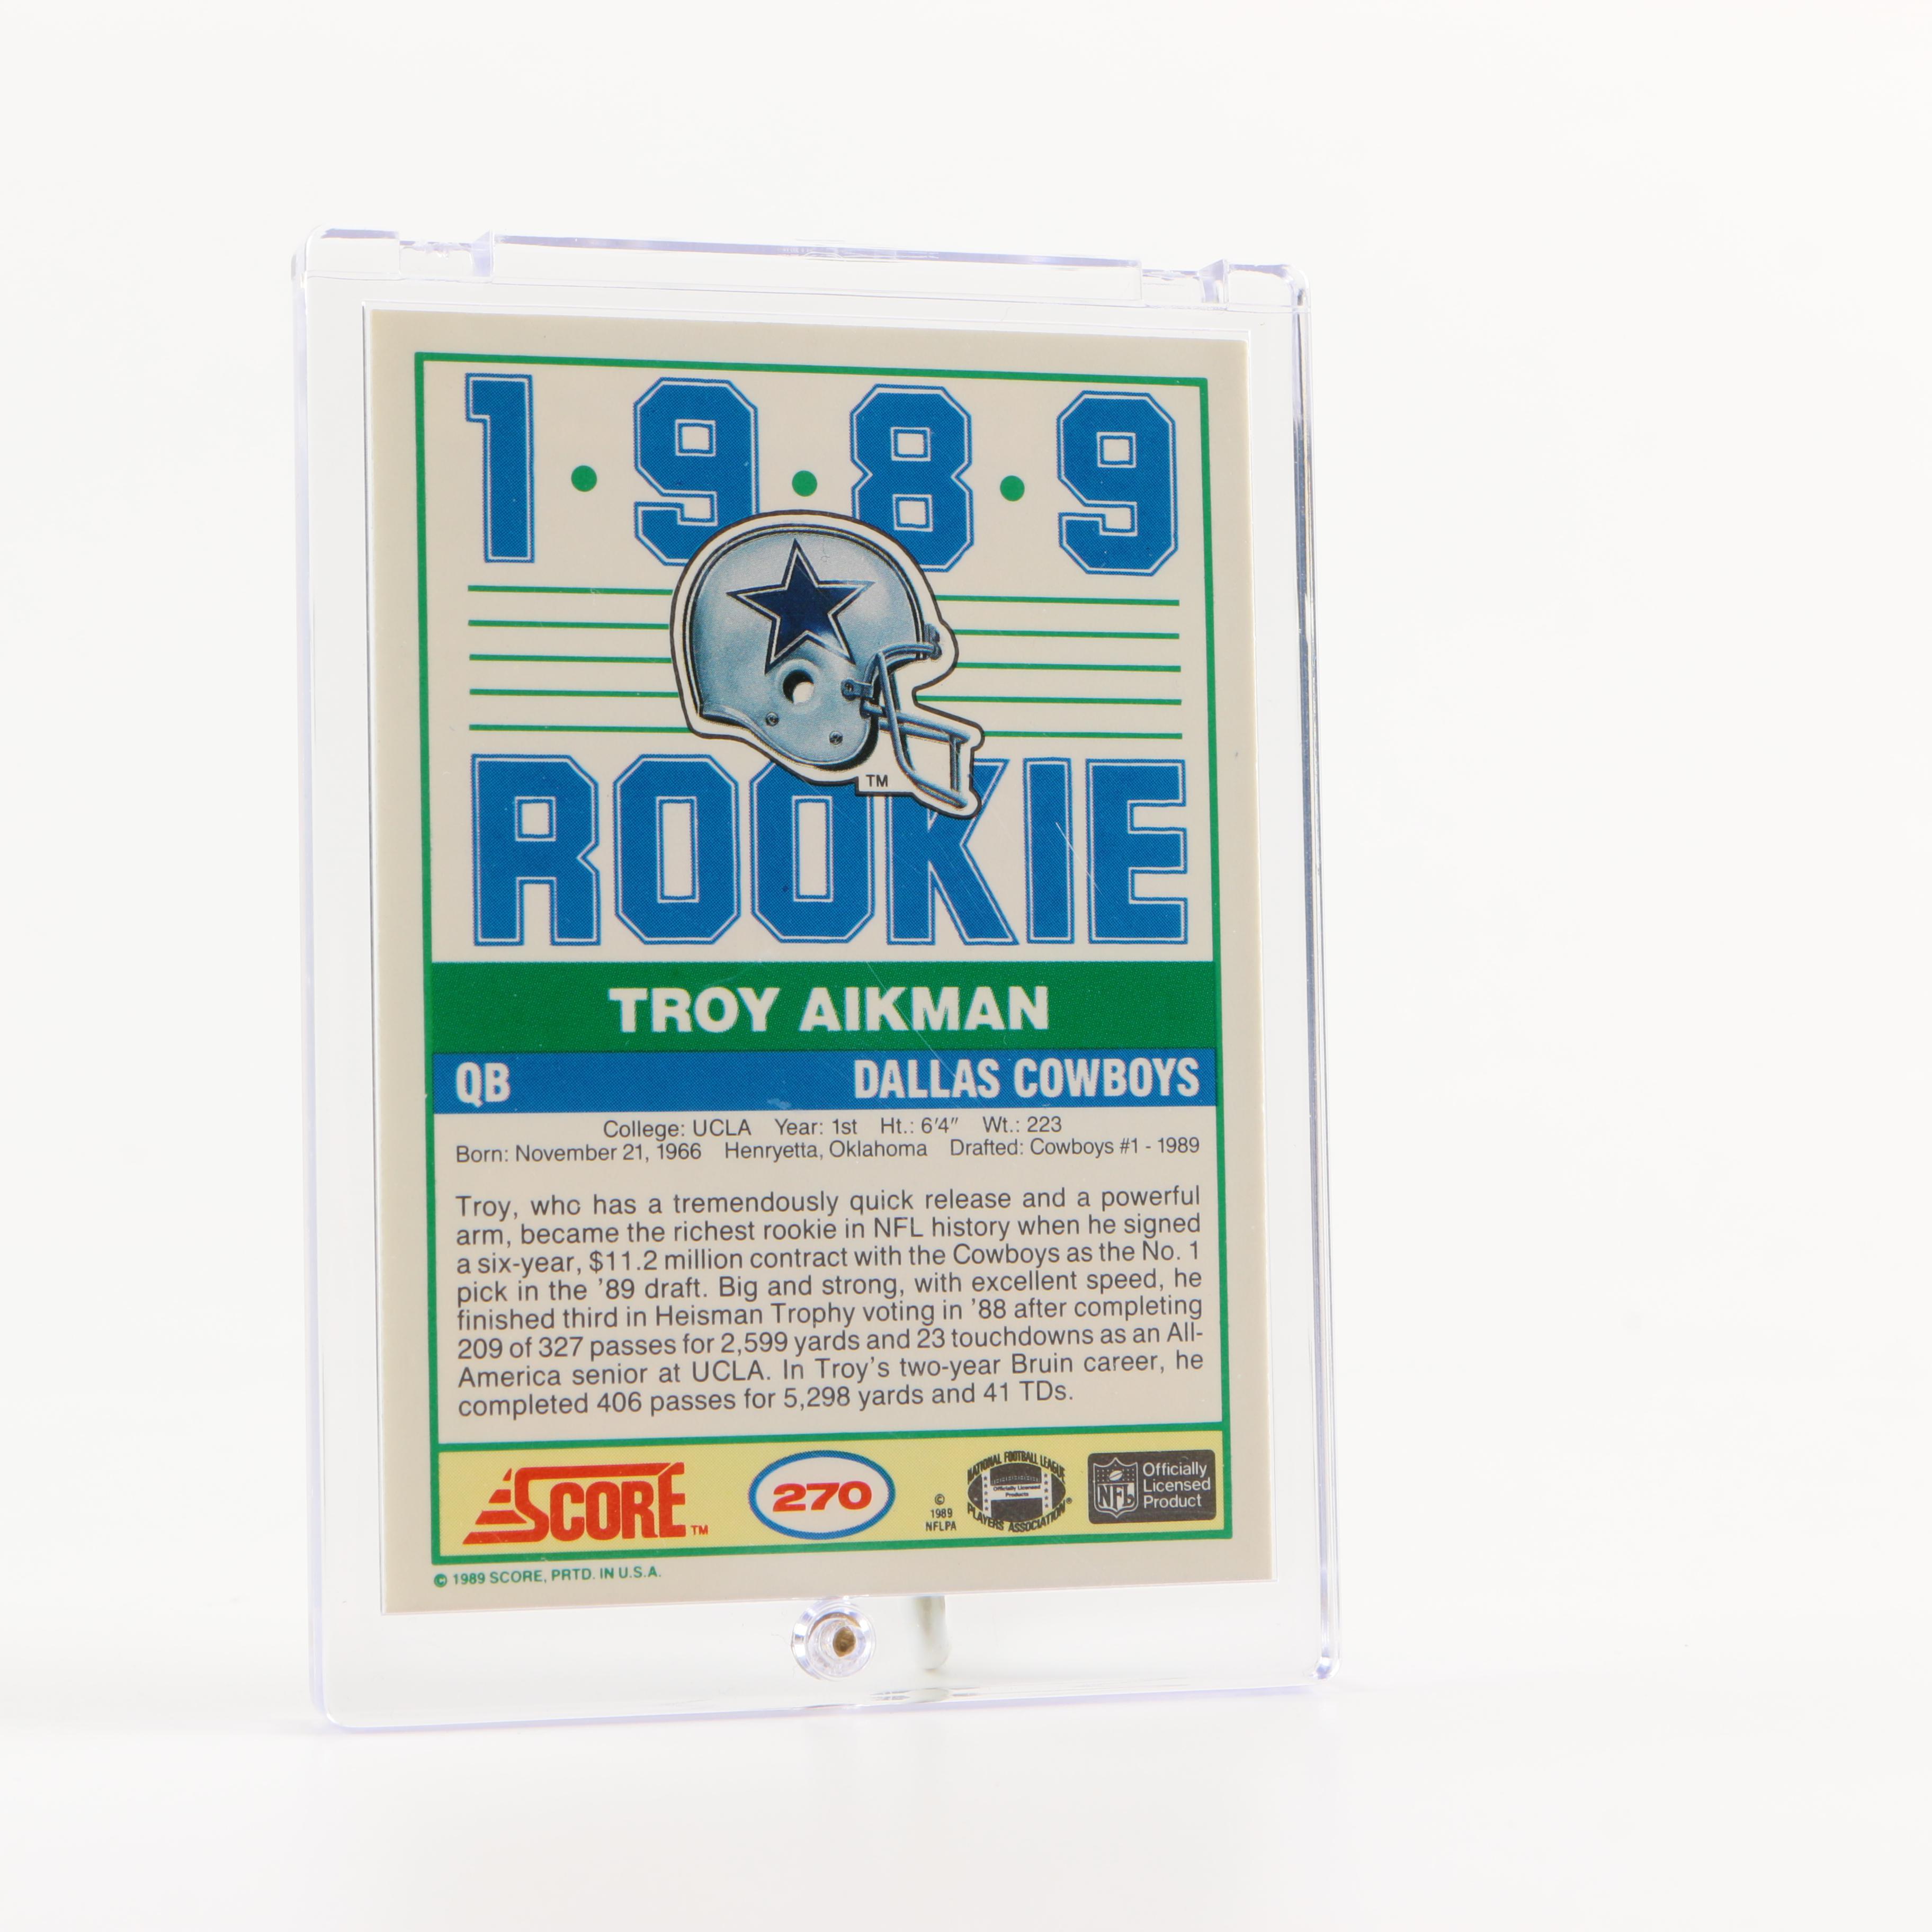 1·9·8·9
TM
ROOKIE
TROY AIKMAN
QB DALLAS COWBOYS
College: UCLA Year: 1st Ht.: 6'4" Wt.: 223
Born: November 21, 1966 Henryetta, Oklahoma Drafted: Cowboys #1 - 1989
Troy, who has a tremendously quick release and a powerful
arm, became the richest rookie in NFL history when he signed
a six-year, $11.2 million contract with the Cowboys as the No. 1
pick in the '89 draft. Big and strong, with excellent speed, he
finished third in Heisman Trophy voting in '88 after completing
209 of 327 passes for 2,599 yards and 23 touchdowns as an All-
America senior at UCLA. In Troy's two-year Bruin career, he
completed 406 passes for 5,298 yards and 41 TDs.
SCORE TM
270
©
1989
NFLPA
NATIONAL FOOTBALL LEAGUE
Officially Licensed
Products
PLAYERS ASSOCIATION ®
NFL
Officially
Licensed
Product
© 1989 SCORE, PRTD. IN U.S.A.